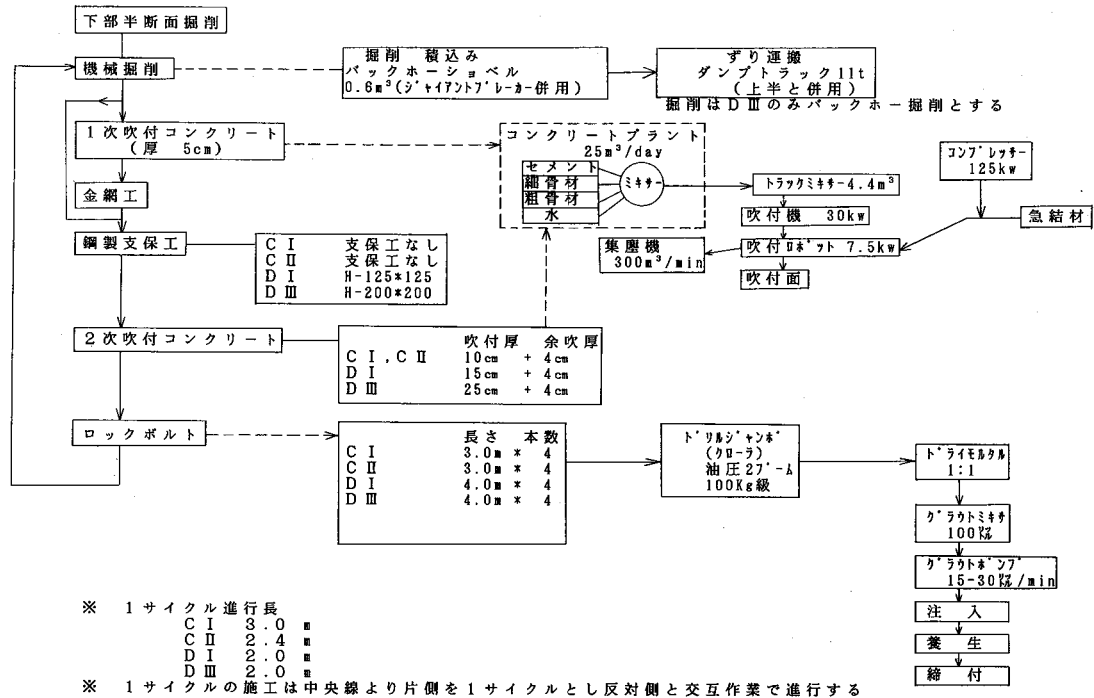 下部半断面掘削
機械掘削
掘削 積込み
バックホーショベル
0.6m³(ジャイアントブレーカー併用)
ずり運搬
ダンプトラック11t
(上半と併用)
掘削はDⅢのみバックホー掘削とする
1次吹付コンクリート
(厚 5cm)
コンクリートプラント
25m³/day
セメント
細骨材
粗骨材
水
ミキサー
トラックミキサー4.4m³
コンプレッサー
125kw
金網工
吹付機 30kw
急結材
鋼製支保工
CⅠ 支保工なし
CⅡ 支保工なし
DⅠ H-125*125
DⅢ H-200*200
集塵機
300m³/min
吹付ロボット 7.5kw
吹付面
2次吹付コンクリート
吹付厚 余吹厚
CⅠ,CⅡ 10cm + 4cm
DⅠ 15cm + 4cm
DⅢ 25cm + 4cm
ロックボルト
長さ 本数
CⅠ 3.0m * 4
CⅡ 3.0m * 4
DⅠ 4.0m * 4
DⅢ 4.0m * 4
ドリルジャンボ
(クローラ)
油圧2ブーム
100Kg級
ドライモルタル
1:1
グラウトミキサ
100㍑
グラウトポンプ
15-30㍑/min
注入
養生
締付
※ 1サイクル進行長
CⅠ 3.0 m
CⅡ 2.4 m
DⅠ 2.0 m
DⅢ 2.0 m
※ 1サイクルの施工は中央線より片側を1サイクルとし反対側と交互作業で進行する